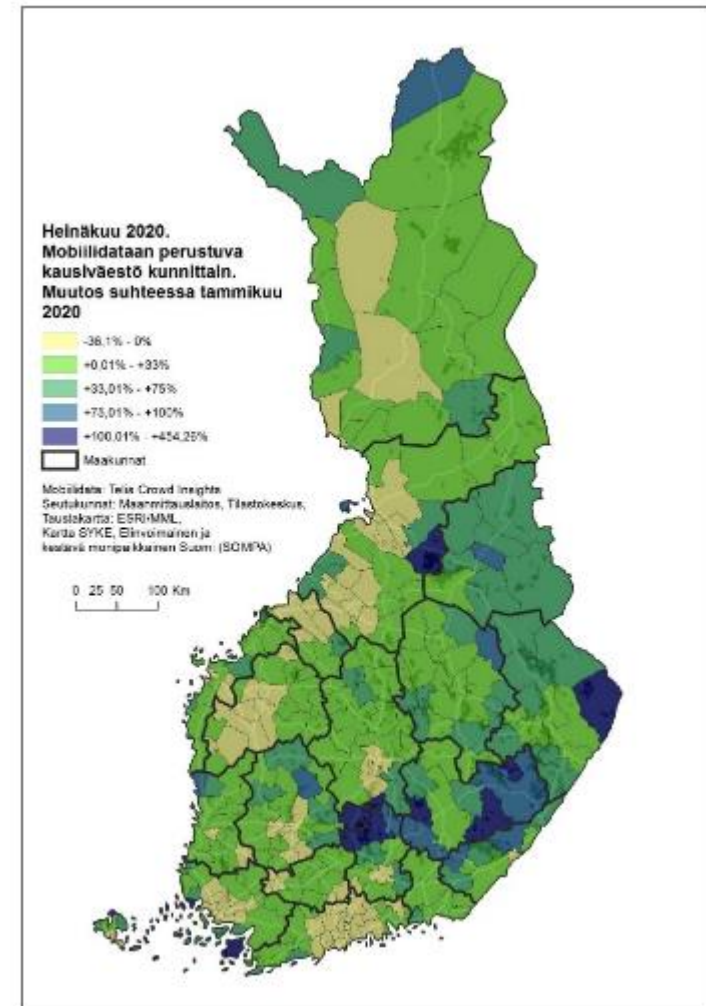 Heinäkuu 2020.
Mobiilidataan perustuva
kausiväestö kunnittain.
Muutos suhteessa tammikuu
2020
-36,1% - 0%
+0,01% - +33%
+33,01% - +75%
+75,01% - +100%
+100,01% - +454,26%
Maakunnat
Mobiilidata: Telia Crowd Insights
Seutukunnat: Maanmittauslaitos, Tilastokeskus,
Tauslakartta: ESRI+MML,
Kartta SYKE, Elinvoimainen ja
kestävä monipaikkainen Suomi (SOMPA)
0 25 50 100 Km